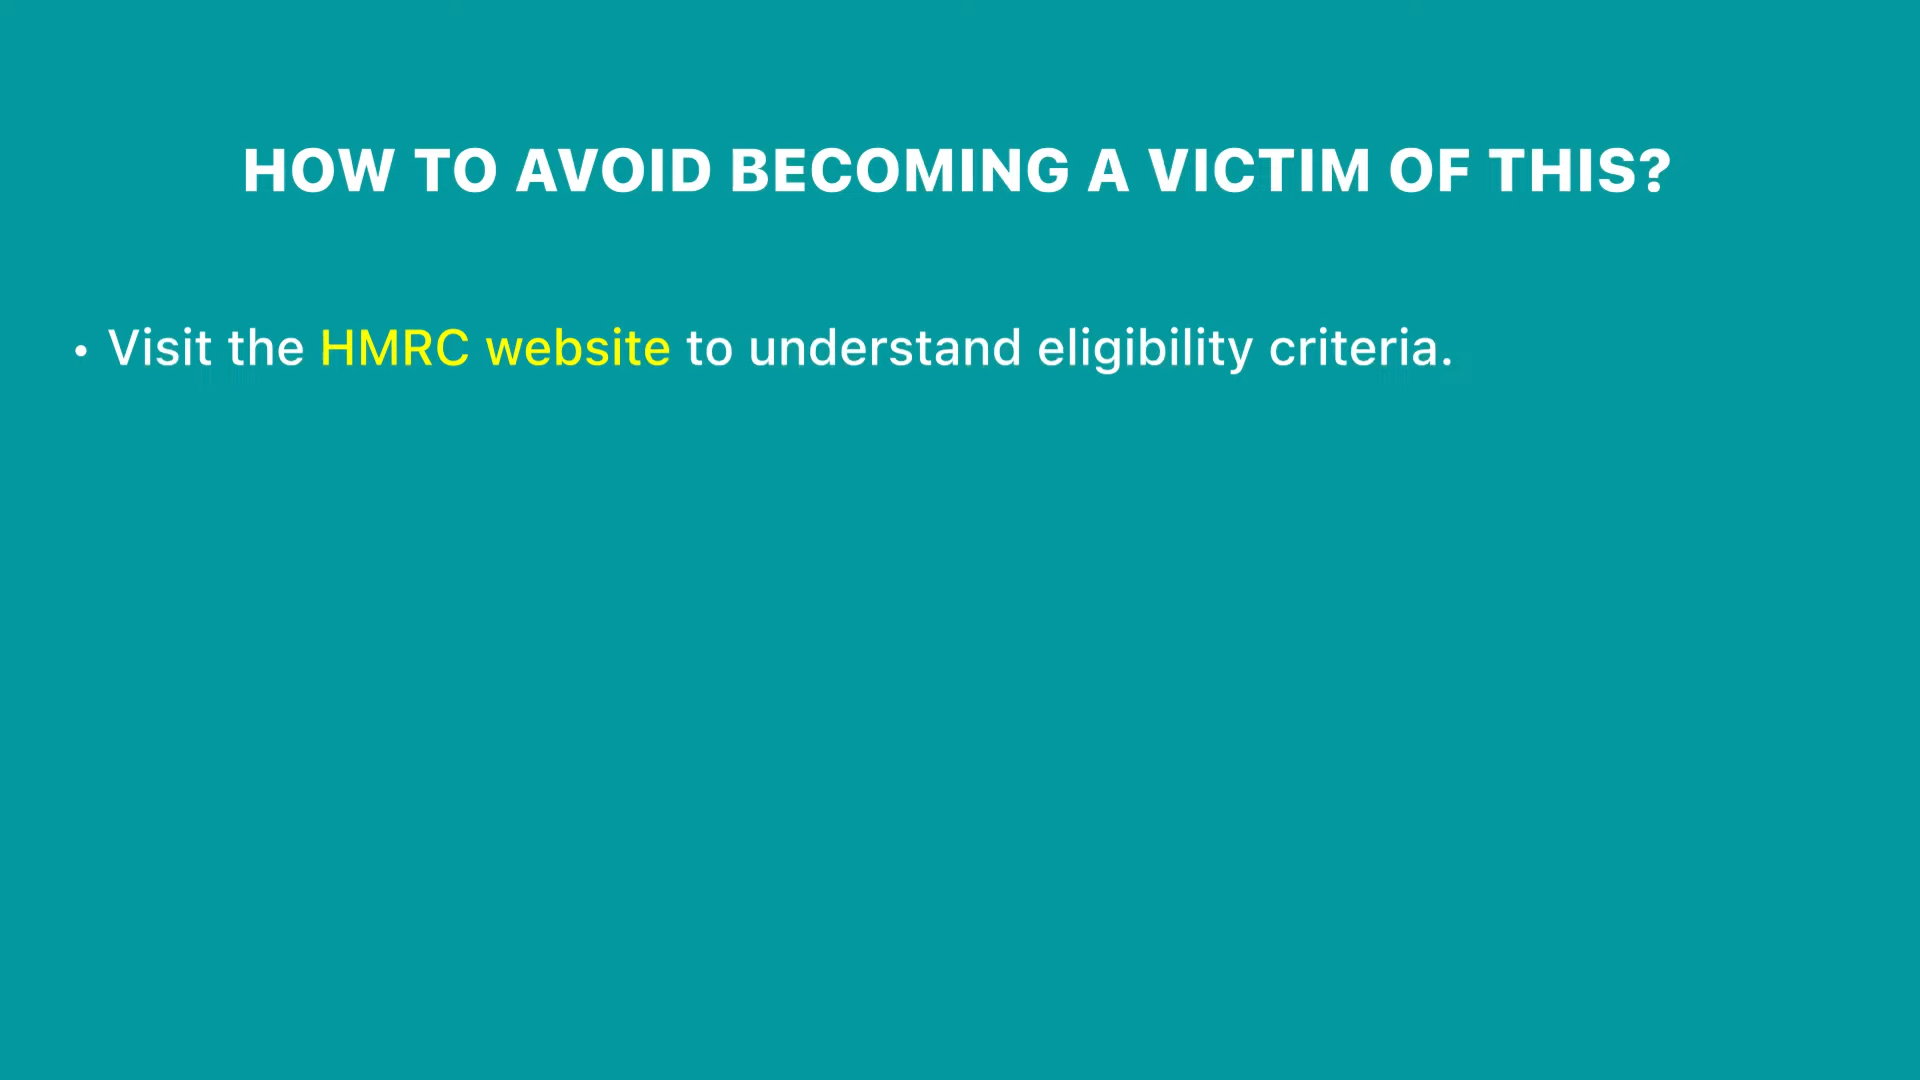 HOW TO AVOID BECOMING A VICTIM OF THIS?
• Visit the HMRC website to understand eligibility criteria.